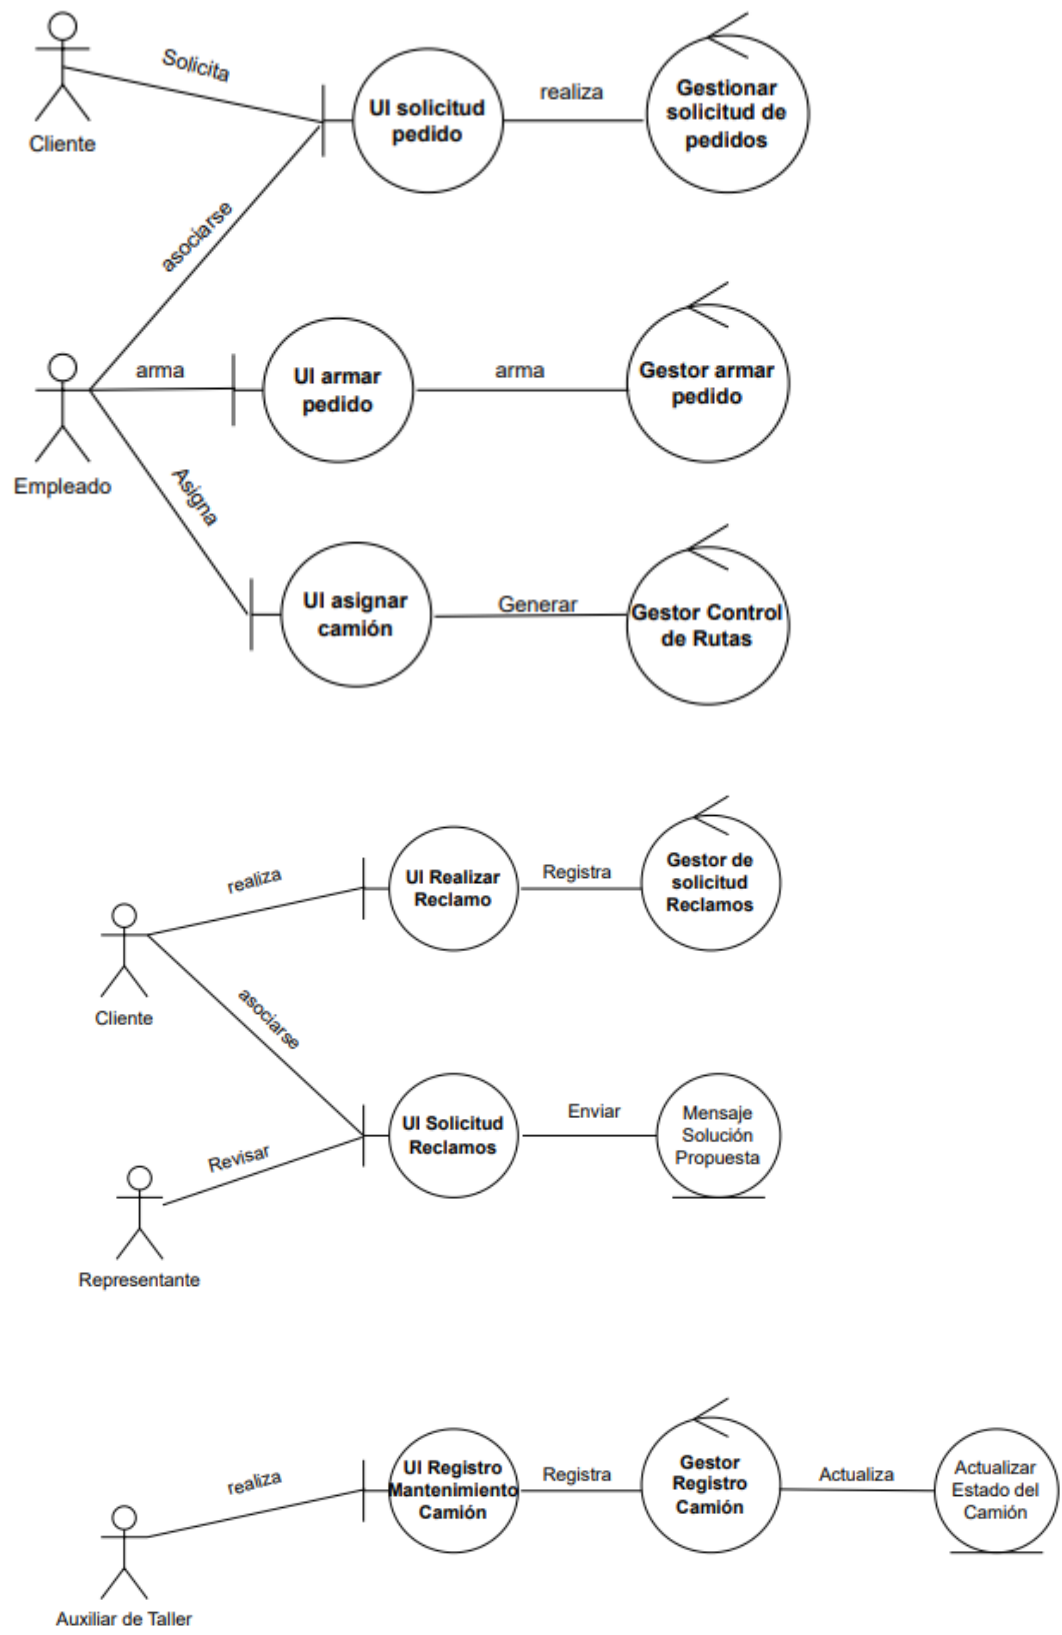 Cliente
Solicita
UI solicitud
pedido
realiza
Gestionar
solicitud de
pedidos
asociarse
Empleado
arma
UI armar
pedido
arma
Gestor armar
pedido
Asigna
UI asignar
camión
Generar
Gestor Control
de Rutas
Cliente
realiza
UI Realizar
Reclamo
Registra
Gestor de
solicitud
Reclamos
asociarse
Representante
Revisar
UI Solicitud
Reclamos
Enviar
Mensaje
Solución
Propuesta
Auxiliar de Taller
realiza
UI Registro
Mantenimiento
Camión
Registra
Gestor
Registro
Camión
Actualiza
Actualizar
Estado del
Camión